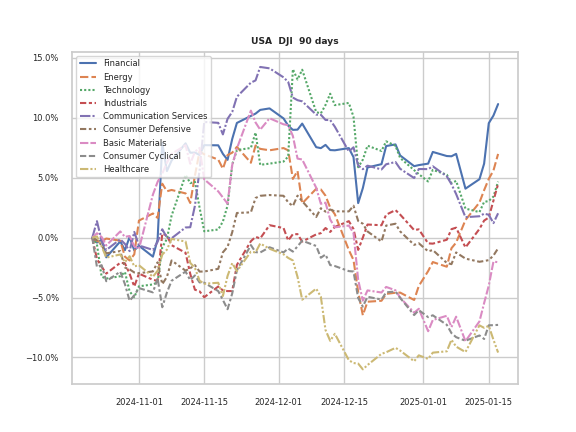 USA DJI 90 days
15.0%
10.0%
5.0%
0.0%
−5.0%
−10.0%
Financial
Energy
Technology
Industrials
Communication Services
Consumer Defensive
Basic Materials
Consumer Cyclical
Healthcare
2024-11-01
2024-11-15
2024-12-01
2024-12-15
2025-01-01
2025-01-15